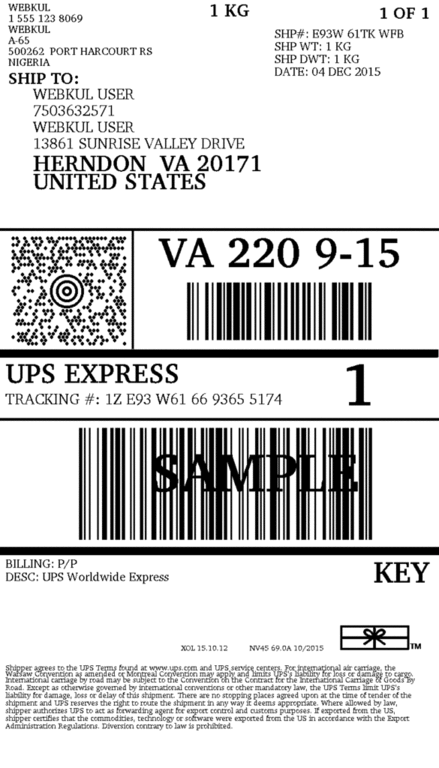 WEBKUL
1 555 123 8069
WEBKUL
A-65
500262 PORT HARCOURT RS
NIGERIA
1 KG
1 OF 1
SHP#: E93W 61TK WFB
SHP WT: 1 KG
SHP DWT: 1 KG
DATE: 04 DEC 2015
SHIP TO:
WEBKUL USER
7503632571
WEBKUL USER
13861 SUNRISE VALLEY DRIVE
HERNDON VA 20171
UNITED STATES
VA 220 9-15
UPS EXPRESS
1
TRACKING #: 1Z E93 W61 66 9365 5174
SAMPLE
BILLING: P/P
DESC: UPS Worldwide Express
KEY
XOL 15.10.12 NV45 69.0A 10/2015
TM
Shipper agrees to the UPS Terms found at www.ups.com and UPS service centers. For international air carriage, the
Warsaw Convention as amended or Montreal Convention may apply and limits UPS's liability for loss or damage to cargo.
International carriage by road may be subject to the Convention on the Contract for the International Carriage of Goods By
Road. Except as otherwise governed by international conventions or other mandatory law, the UPS Terms limit UPS's
liability for damage, loss or delay of this shipment. There are no stopping places agreed upon at the time of tender of the
shipment and UPS reserves the right to route the shipment in any way it deems appropriate. Where allowed by law,
shipper authorizes UPS to act as forwarding agent for export control and customs purposes. If exported from the US,
shipper certifies that the commodities, technology or software were exported from the US in accordance with the Export
Administration Regulations. Diversion contrary to law is prohibited.